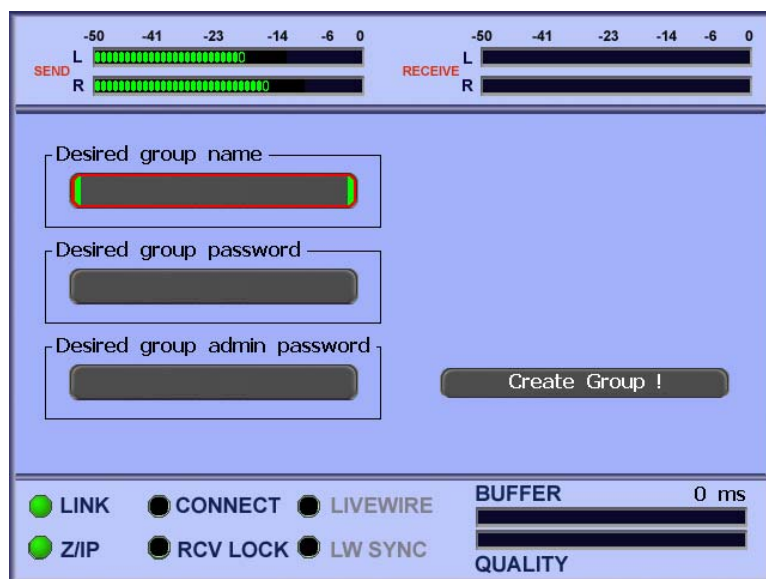 -50 -41 -23 -14 -6 0
SEND L
R
-50 -41 -23 -14 -6 0
RECEIVE L
R
Desired group name
Desired group password
Desired group admin password
Create Group !
LINK CONNECT LIVEWIRE
Z/IP RCV LOCK LW SYNC
BUFFER 0 ms
QUALITY